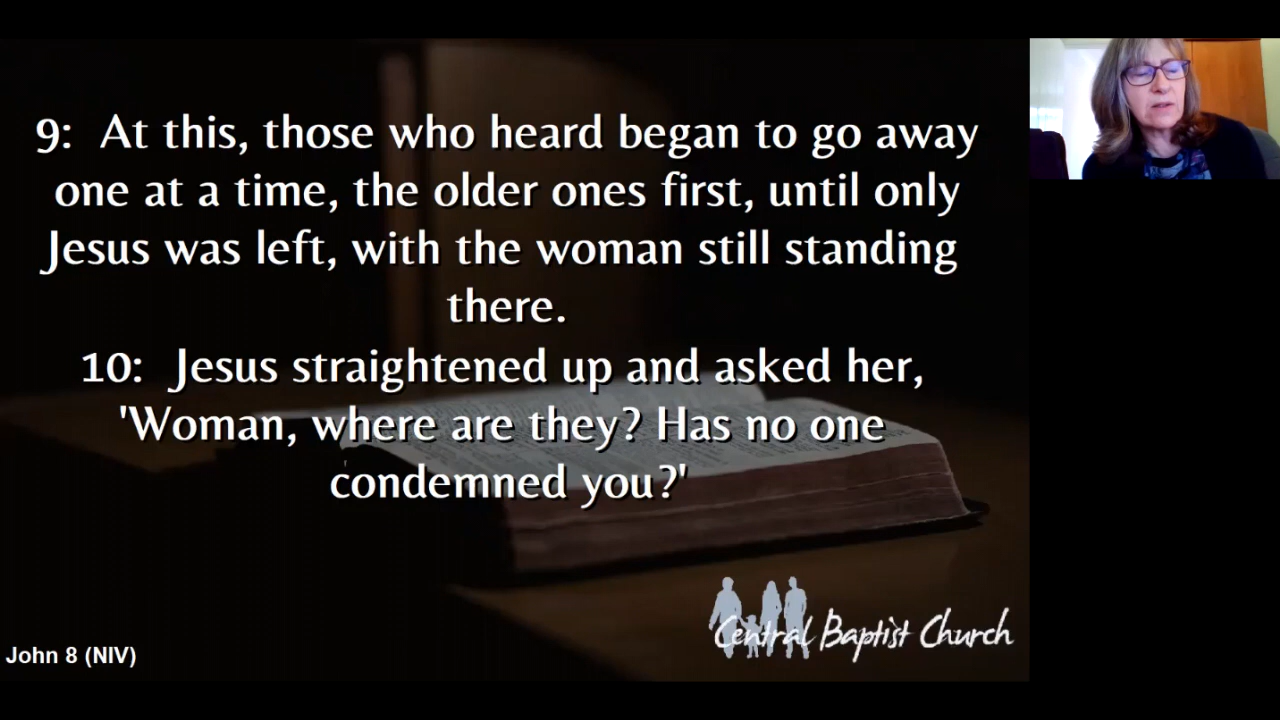 9: At this, those who heard began to go away
one at a time, the older ones first, until only
Jesus was left, with the woman still standing
there.
10: Jesus straightened up and asked her,
'Woman, where are they? Has no one
condemned you?'
Central Baptist Church
John 8 (NIV)